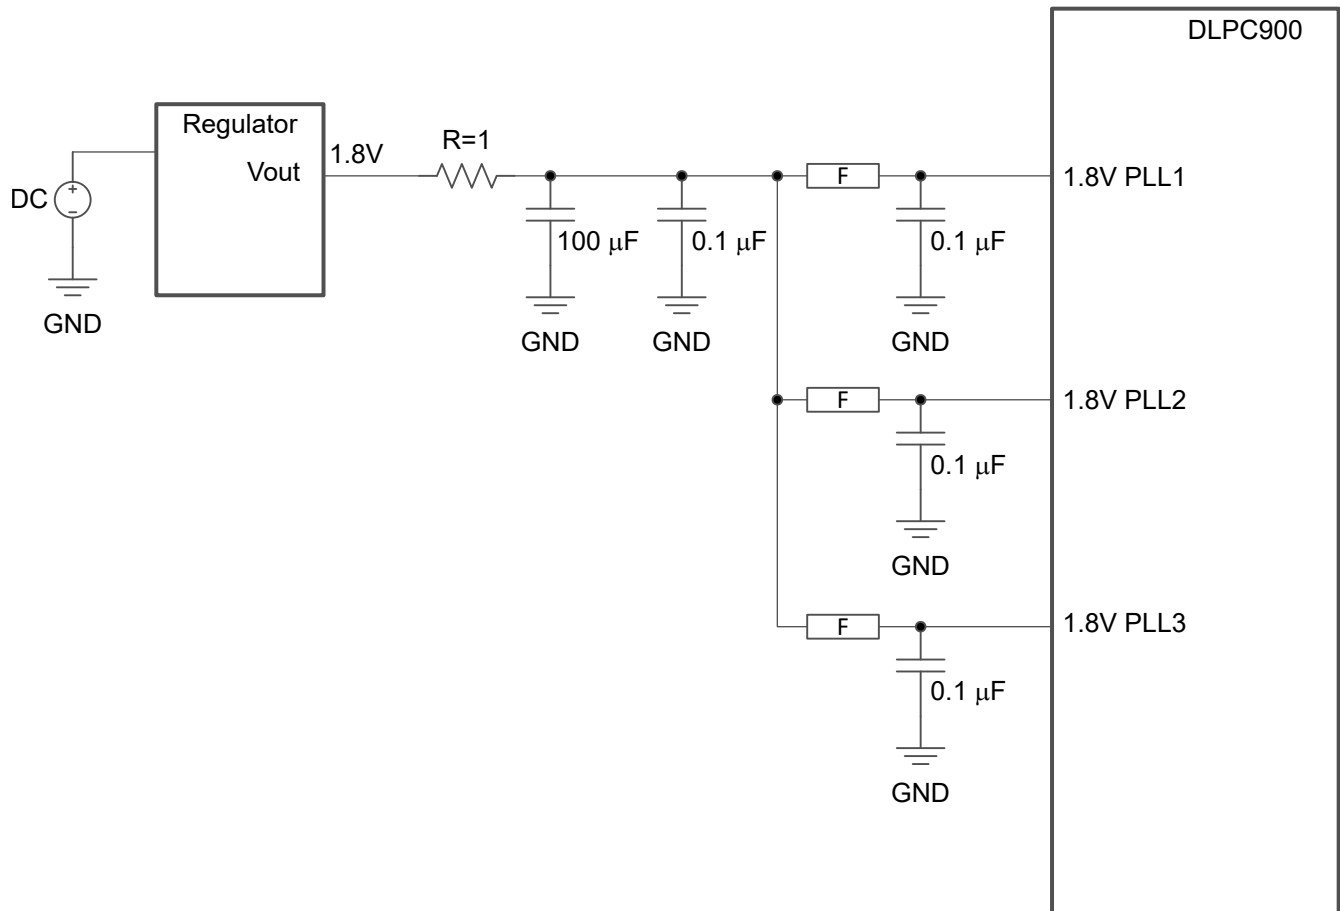 DLPC900
Regulator
Vout
1.8V
R=1
DC
+
−
GND
100 μF
GND
0.1 μF
GND
F
0.1 μF
GND
1.8V PLL1
F
0.1 μF
GND
1.8V PLL2
F
0.1 μF
GND
1.8V PLL3